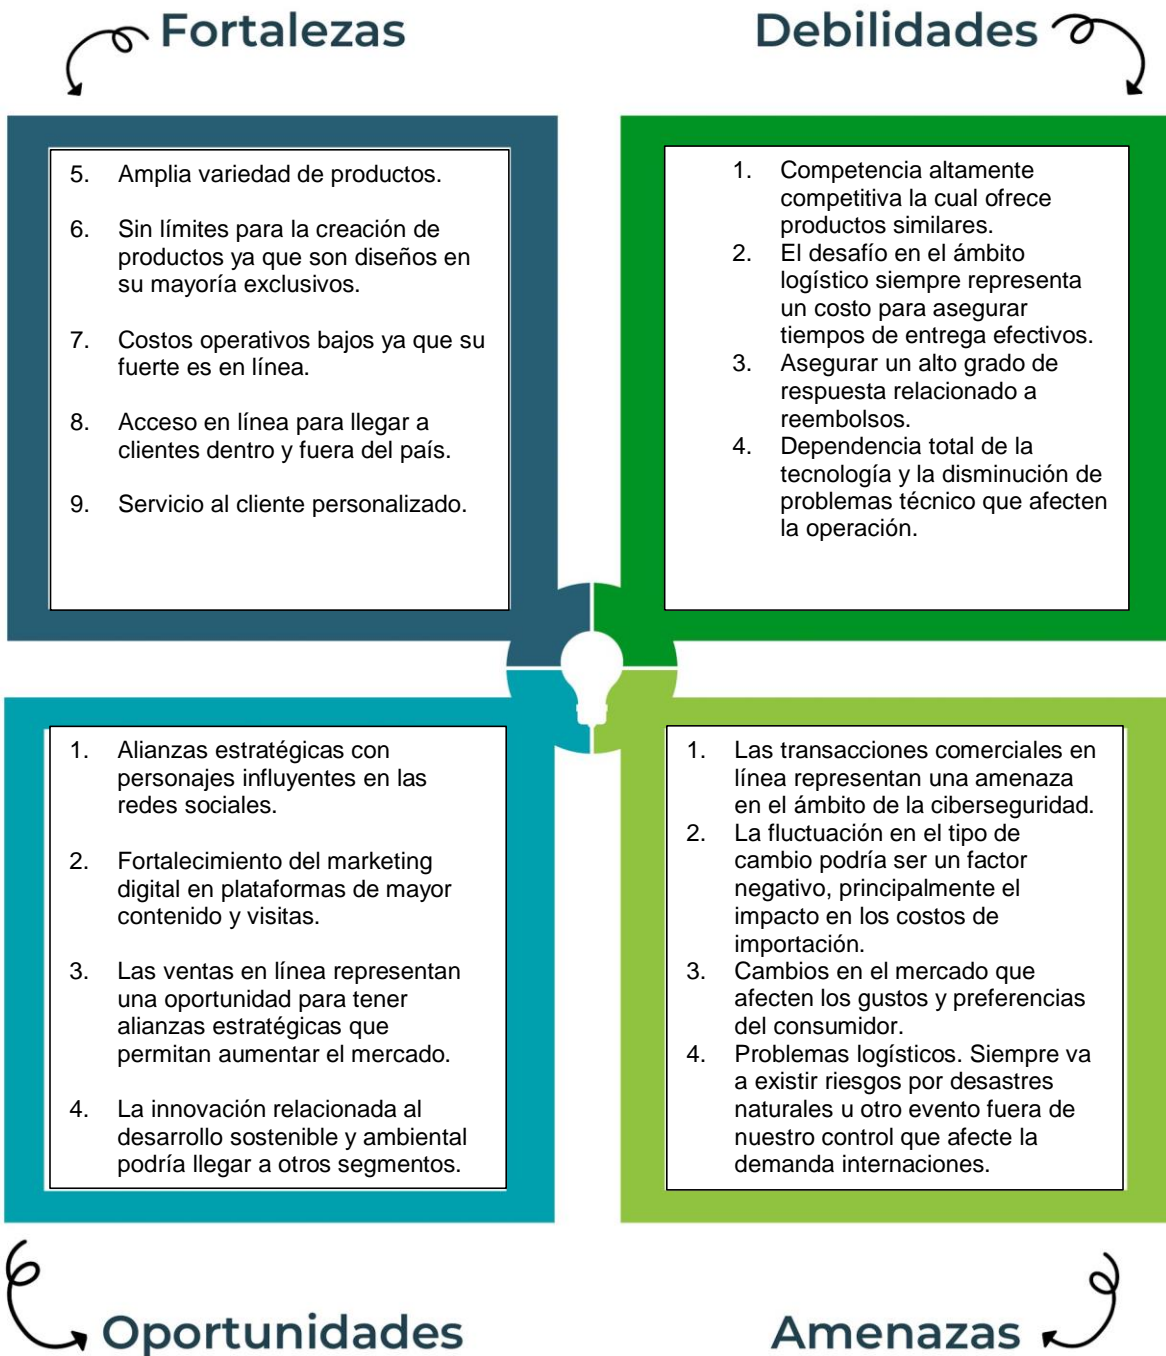 Fortalezas
Debilidades
5. Amplia variedad de productos.
6. Sin límites para la creación de
productos ya que son diseños en
su mayoría exclusivos.
7. Costos operativos bajos ya que su
fuerte es en línea.
8. Acceso en línea para llegar a
clientes dentro y fuera del país.
9. Servicio al cliente personalizado.
1. Competencia altamente
competitiva la cual ofrece
productos similares.
2. El desafío en el ámbito
logístico siempre representa
un costo para asegurar
tiempos de entrega efectivos.
3. Asegurar un alto grado de
respuesta relacionado a
reembolsos.
4. Dependencia total de la
tecnología y la disminución de
problemas técnico que afecten
la operación.
1. Alianzas estratégicas con
personajes influyentes en las
redes sociales.
2. Fortalecimiento del marketing
digital en plataformas de mayor
contenido y visitas.
3. Las ventas en línea representan
una oportunidad para tener
alianzas estratégicas que
permitan aumentar el mercado.
4. La innovación relacionada al
desarrollo sostenible y ambiental
podría llegar a otros segmentos.
1. Las transacciones comerciales en
línea representan una amenaza
en el ámbito de la ciberseguridad.
2. La fluctuación en el tipo de
cambio podría ser un factor
negativo, principalmente el
impacto en los costos de
importación.
3. Cambios en el mercado que
afecten los gustos y preferencias
del consumidor.
4. Problemas logísticos. Siempre va
a existir riesgos por desastres
naturales u otro evento fuera de
nuestro control que afecte la
demanda internaciones.
Oportunidades
Amenazas